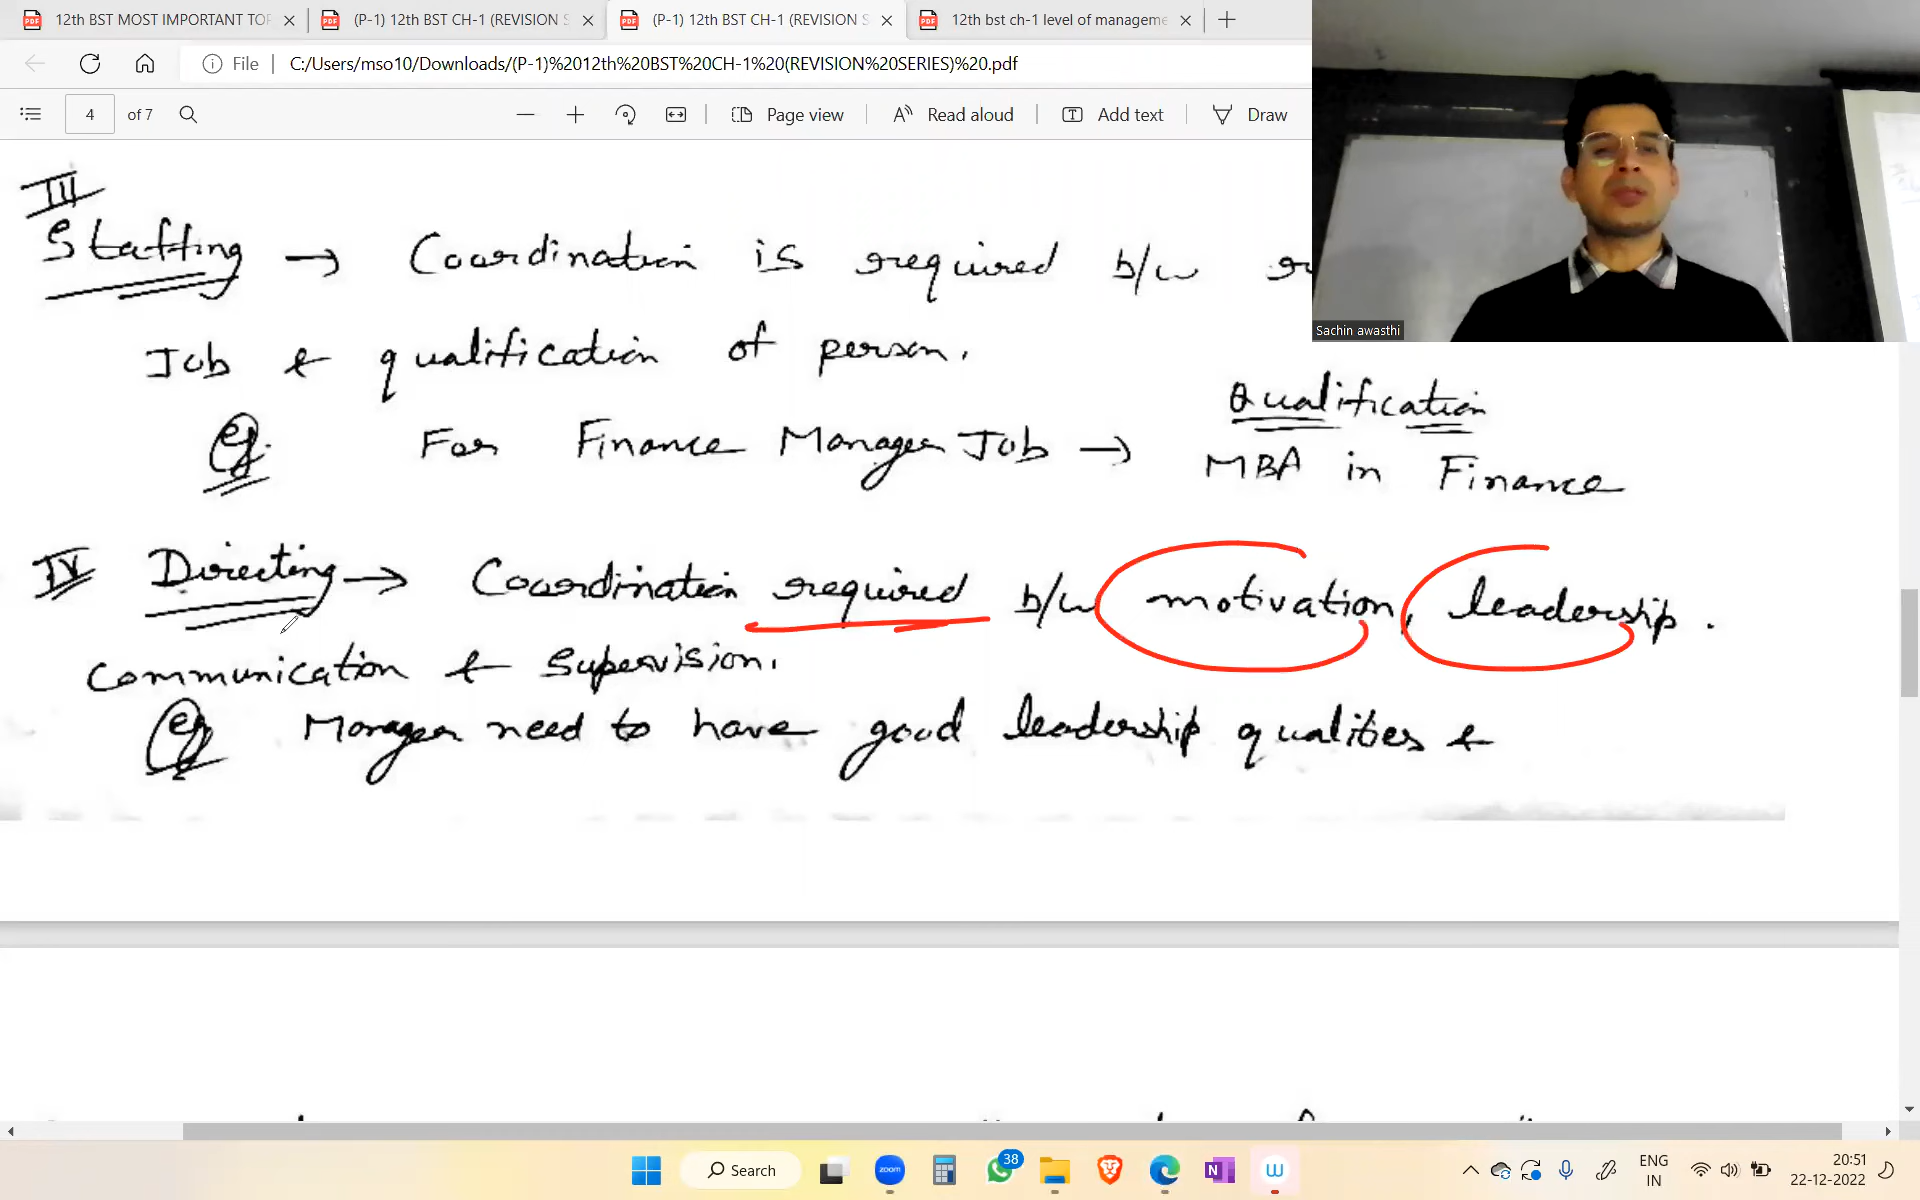 12th BST MOST IMPORTANT TOP
(P-1) 12th BST CH-1 (REVISION S
(P-1) 12th BST CH-1 (REVISION S
12th bst ch-1 level of manageme
File
C:/Users/mso10/Downloads/(P-1)%2012th%20BST%20CH-1%20(REVISION%20SERIES)%20.pdf
4 of 7
Page view
Read aloud
Add text
Draw
Sachin awasthi
III
Staffing → Coordination is required b/w
Job & qualification of person.
Qualification
eg. For Finance Manager Job → MBA in Finance
IV Directing → Coordination required b/w motivation, leadership.
communication & supervision.
eg Manager need to have good leadership qualities &
zoom
38
Search
ENG
IN
20:51
22-12-2022